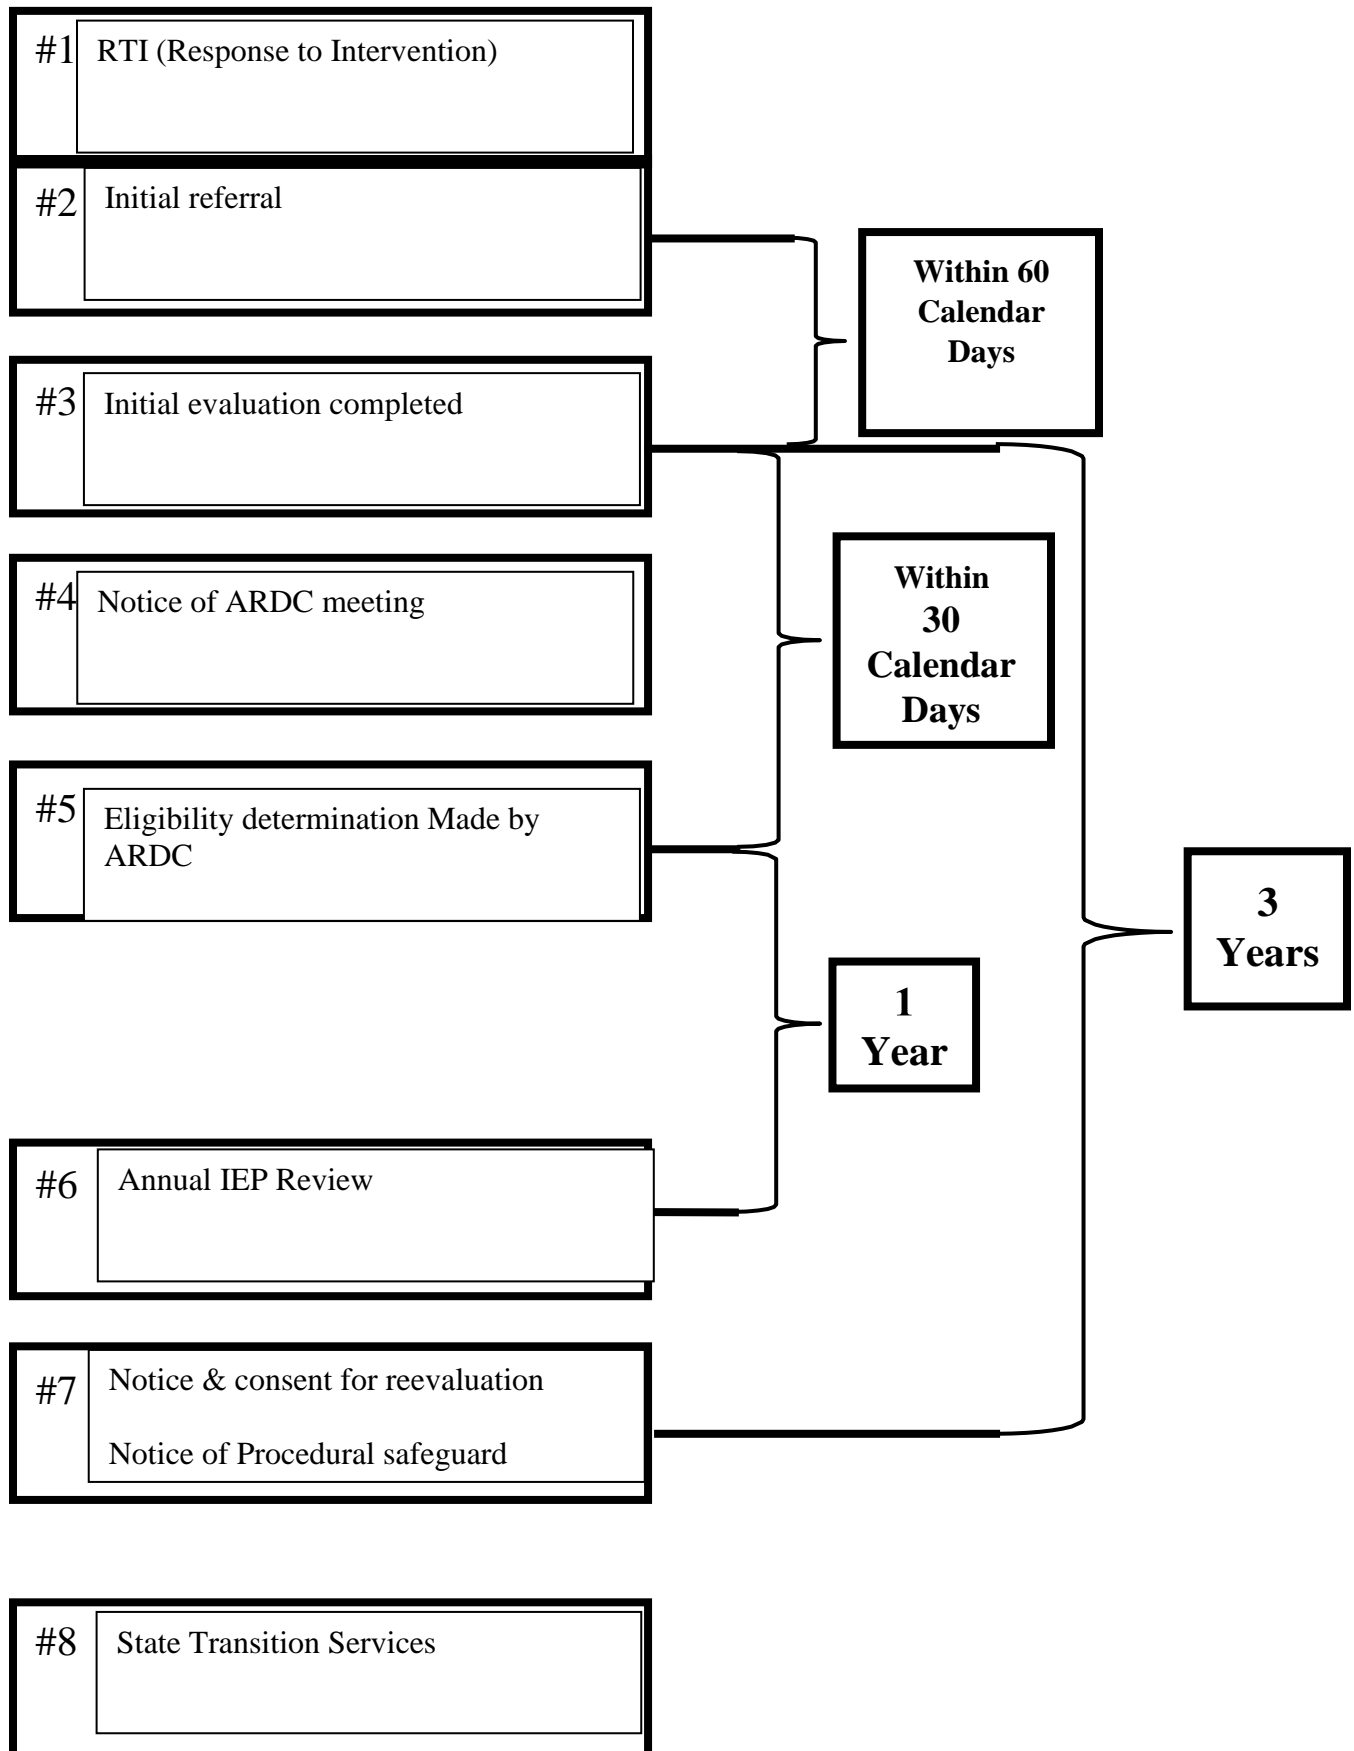 #1 RTI (Response to Intervention)
#2 Initial referral
Within 60
Calendar
Days
#3 Initial evaluation completed
#4 Notice of ARDC meeting
Within
30
Calendar
Days
#5 Eligibility determination Made by
ARDC
3
Years
1
Year
#6 Annual IEP Review
#7 Notice & consent for reevaluation
Notice of Procedural safeguard
#8 State Transition Services